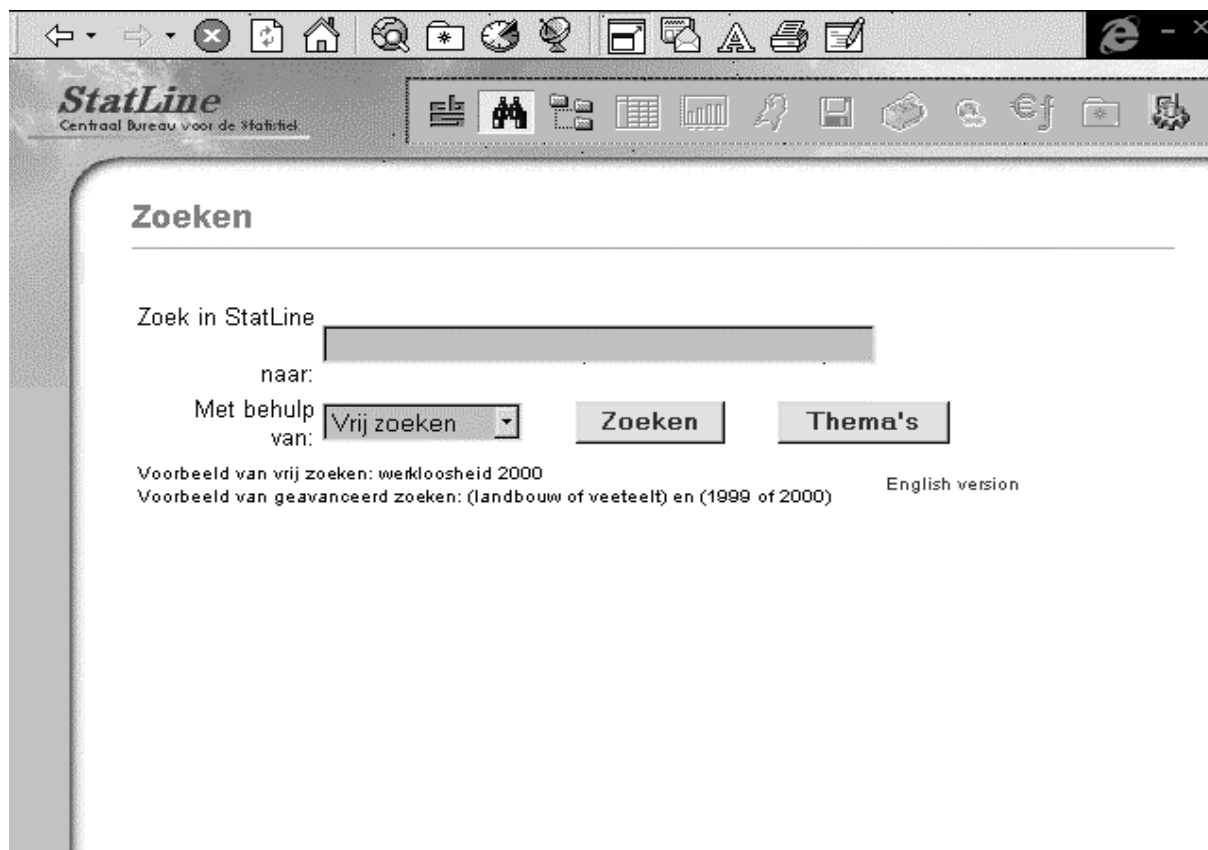 StatLine
Centraal Bureau voor de Statistiek
€f
Zoeken
Zoek in StatLine
naar:
Met behulp
van:
Vrij zoeken
Zoeken
Thema's
Voorbeeld van vrij zoeken: werkloosheid 2000
Voorbeeld van geavanceerd zoeken: (landbouw of veeteelt) en (1999 of 2000)
English version